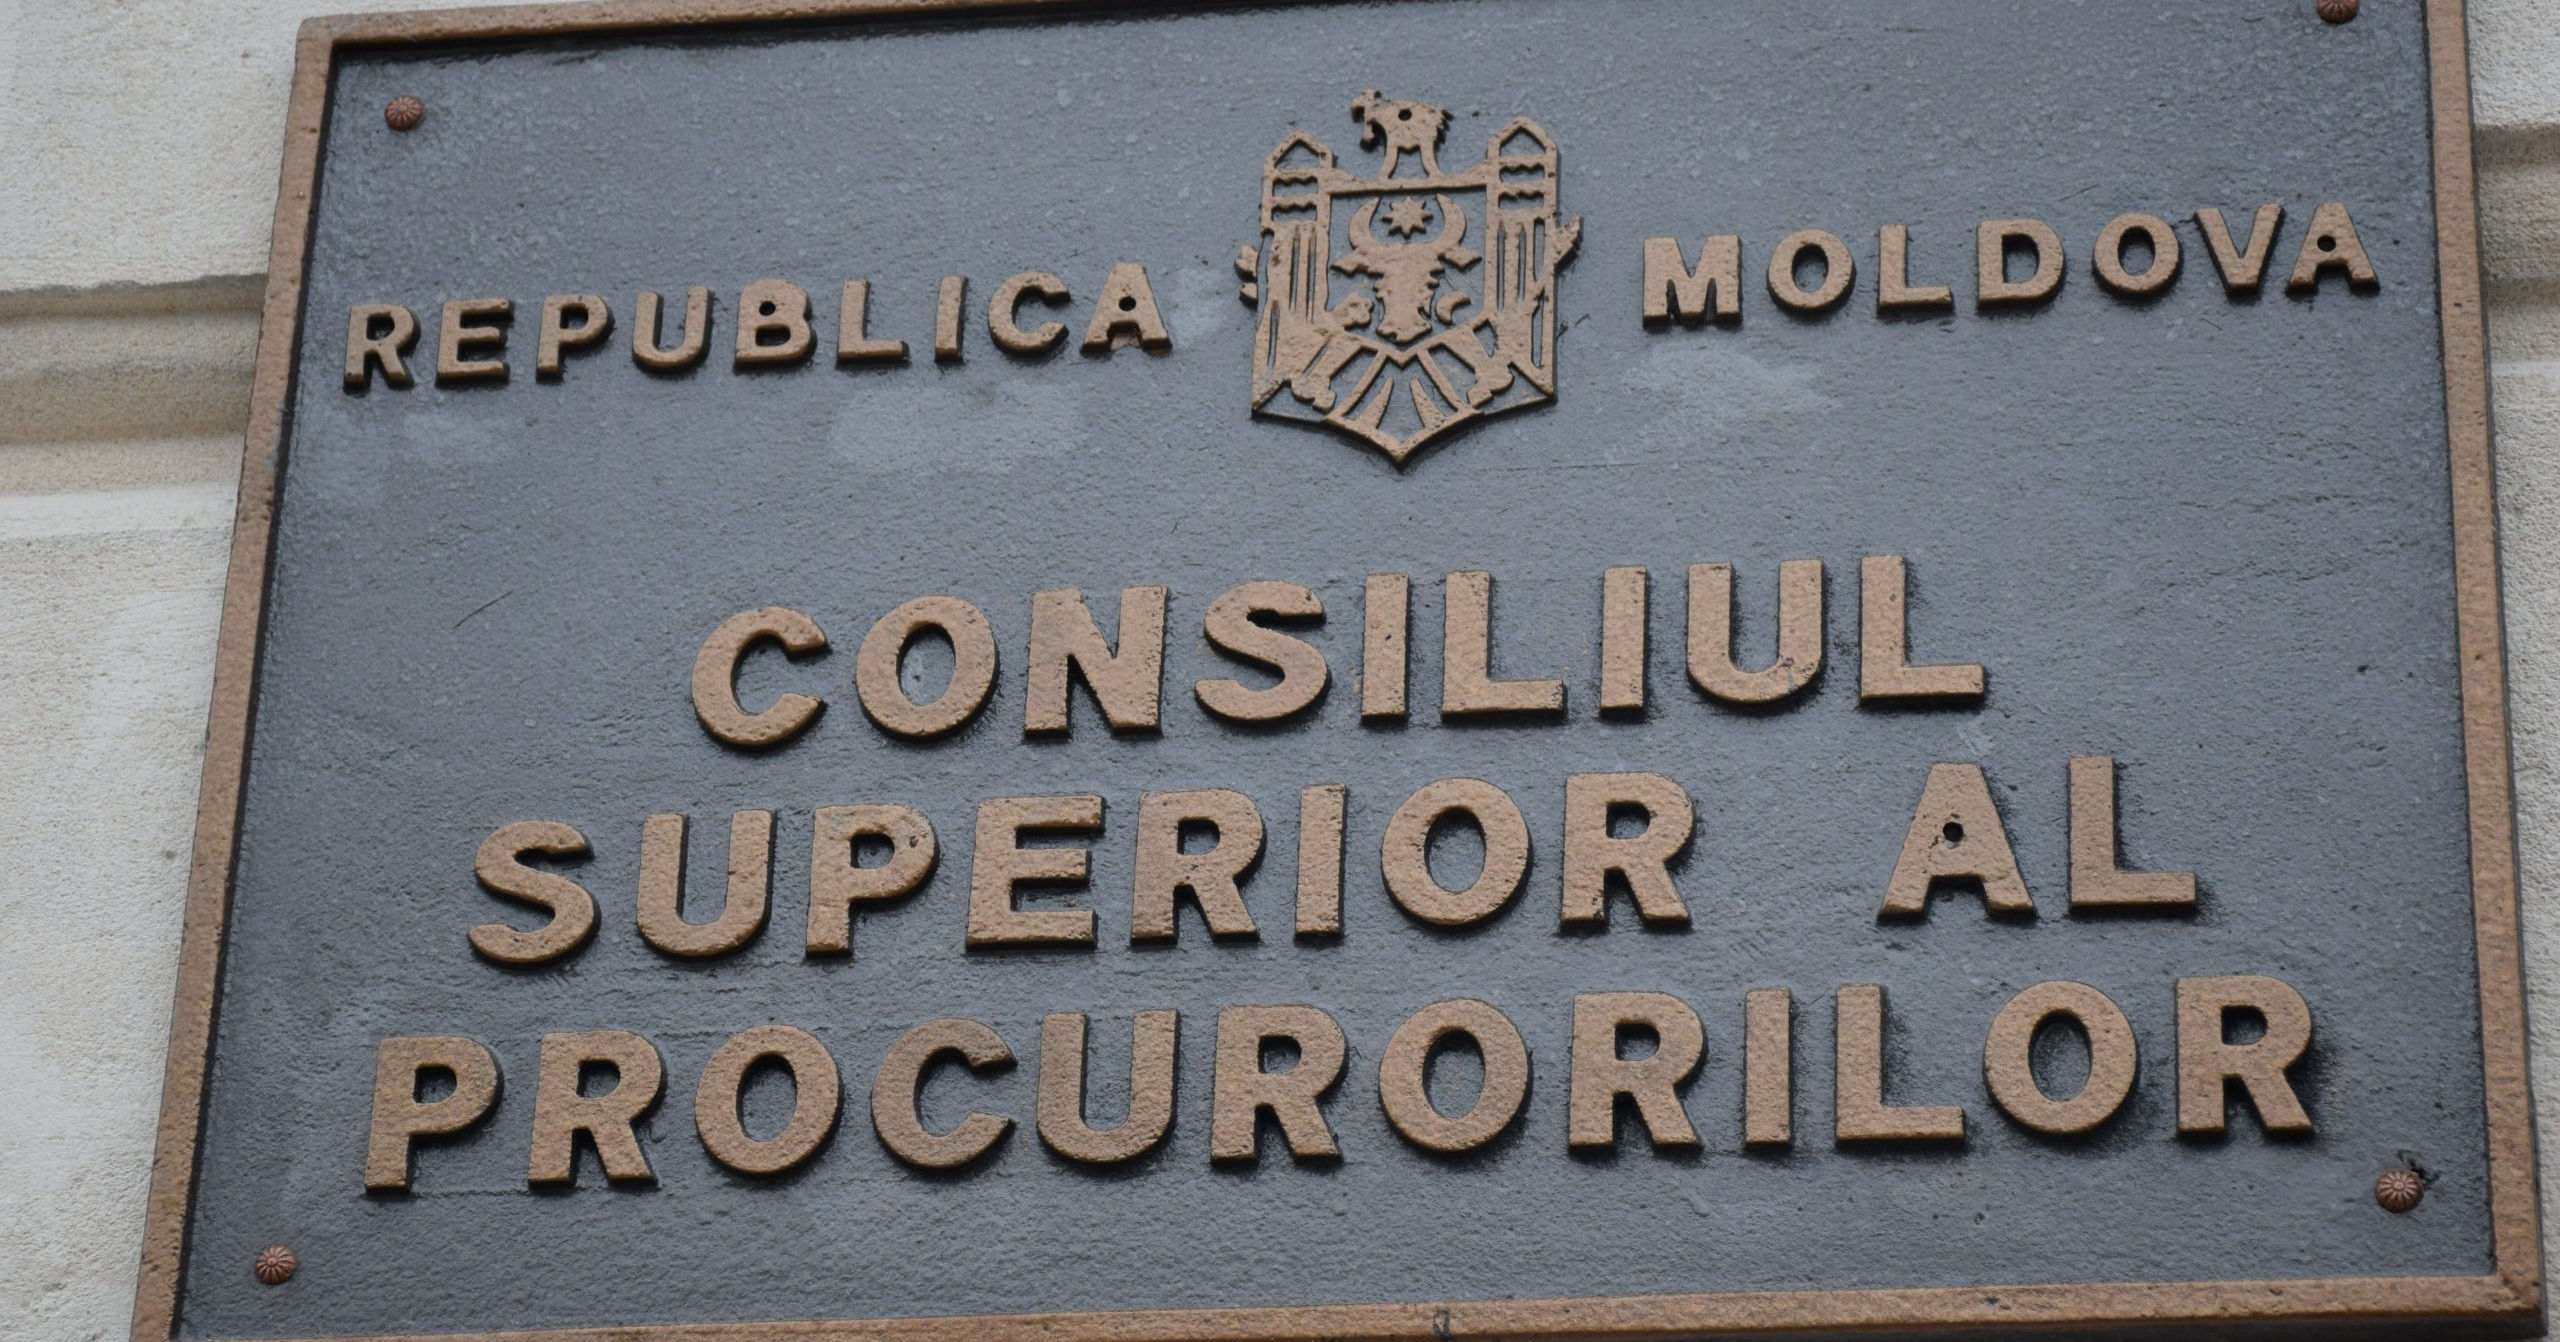 REPUBLICA MOLDOVA
CONSILIUL
SUPERIOR AL
PROCURORILOR